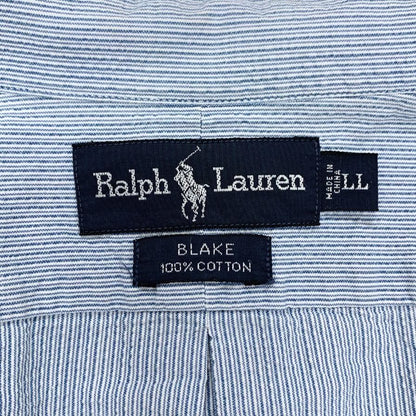 Ralph Lauren
MADE IN
CHINA
LL
BLAKE
100% COTTON